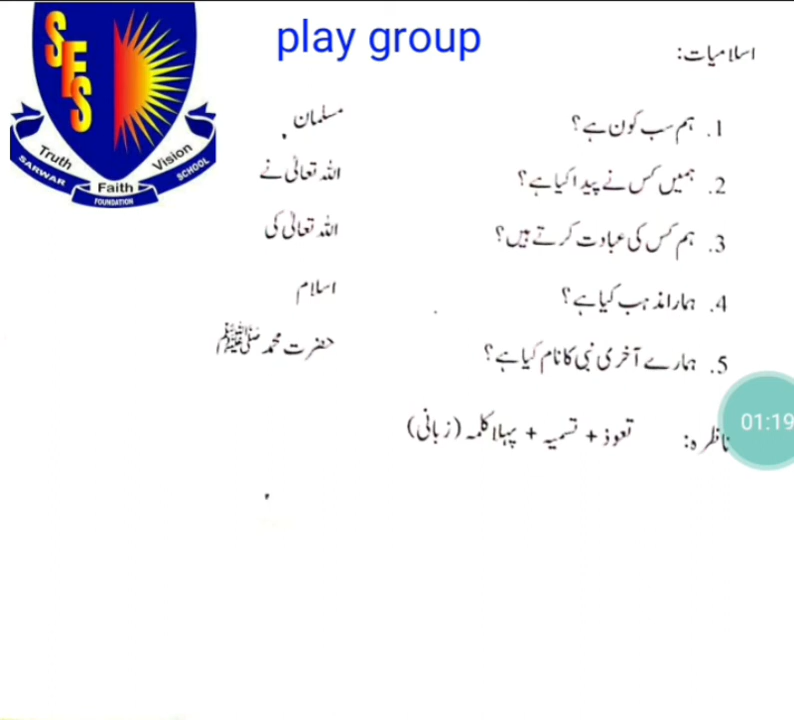 play group
SFS
Truth Faith Vision
SARWAR FOUNDATION SCHOOL
اسلامیات:
1. ہم سب کون ہے؟ مسلمان
2. ہمیں کس نے پیدا کیا ہے؟ اللہ تعالیٰ نے
3. ہم کس کی عبادت کرتے ہیں؟ اللہ تعالیٰ کی
4. ہمارا مذہب کیا ہے؟ اسلام
5. ہمارے آخری نبی کا نام کیا ہے؟ حضرت محمد ﷺ
ناظرہ: تعوذ + تسمیہ + پہلا کلمہ (زبانی)
01:19